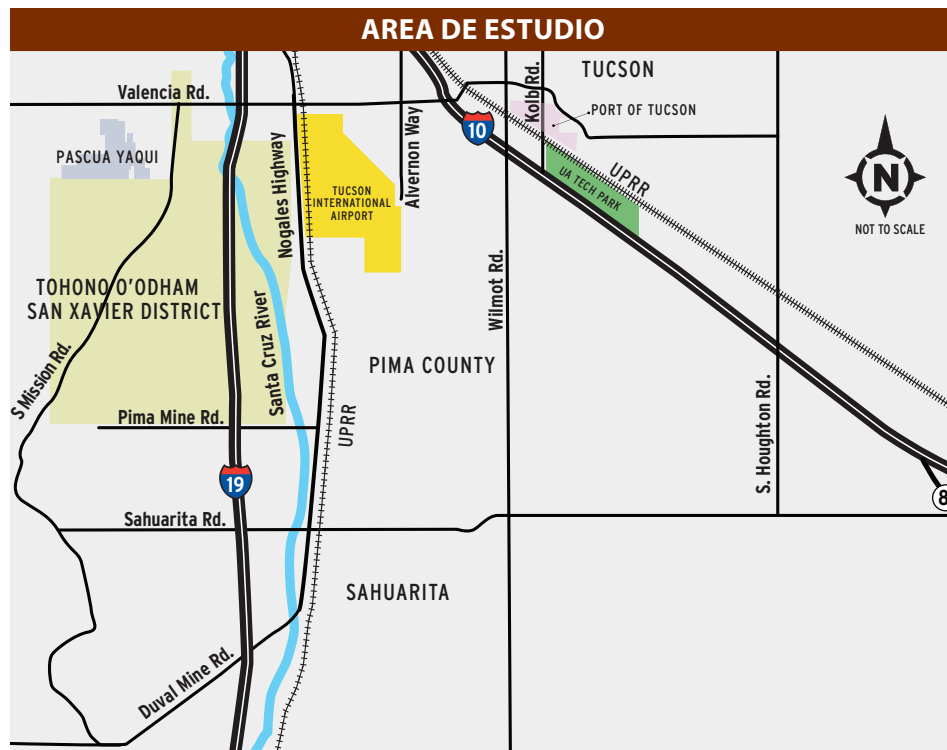 AREA DE ESTUDIO
TUCSON
Valencia Rd.
Kolb Rd.
PORT OF TUCSON
10
Alvernon Way
PASCUA YAQUI
UPRR
UA TECH PARK
N
NOT TO SCALE
TUCSON
INTERNATIONAL
AIRPORT
Nogales Highway
TOHONO O'ODHAM
SAN XAVIER DISTRICT
Wilmot Rd.
Santa Cruz River
S Mission Rd.
PIMA COUNTY
Pima Mine Rd.
UPRR
S. Houghton Rd.
19
8
Sahuarita Rd.
SAHUARITA
Duval Mine Rd.